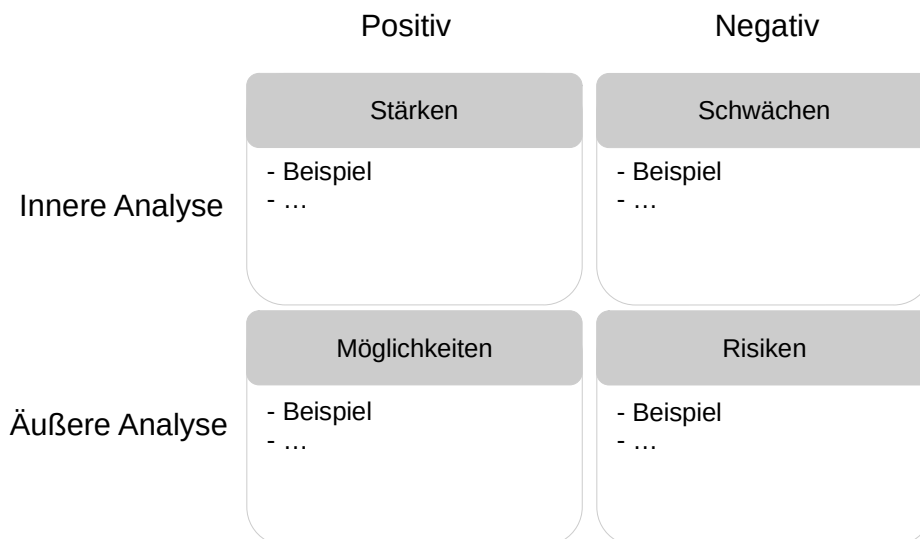 Positiv
Negativ
Stärken
Schwächen
Innere Analyse
- Beispiel
- …
- Beispiel
- …
Möglichkeiten
Risiken
Äußere Analyse
- Beispiel
- …
- Beispiel
- …